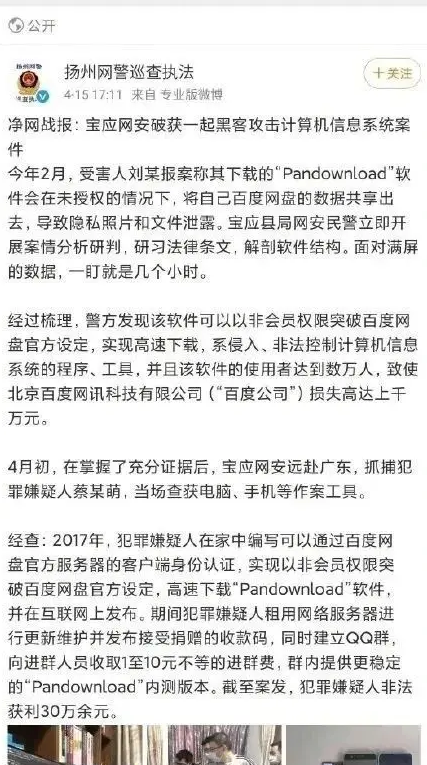 公开
扬州网警巡查执法
4-15 17:11 来自 专业版微博
+关注
净网战报：宝应网安破获一起黑客攻击计算机信息系统案
件
今年2月，受害人刘某报案称其下载的“Pandownload”软
件会在未授权的情况下，将自己百度网盘的数据共享出
去，导致隐私照片和文件泄露。宝应县局网安民警立即开
展案情分析研判，研习法律条文，解剖软件结构。面对满屏
的数据，一盯就是几个小时。
经过梳理，警方发现该软件可以以非会员权限突破百度网
盘官方设定，实现高速下载，系侵入、非法控制计算机信息
系统的程序、工具，并且该软件的使用者达到数万人，致使
北京百度网讯科技有限公司（“百度公司”）损失高达上千
万元。
4月初，在掌握了充分证据后，宝应网安远赴广东，抓捕犯
罪嫌疑人蔡某萌，当场查获电脑、手机等作案工具。
经查：2017年，犯罪嫌疑人在家中编写可以通过百度网
盘官方服务器的客户端身份认证，实现以非会员权限突
破百度网盘官方设定，高速下载“Pandownload”软件，
并在互联网上发布。期间犯罪嫌疑人租用网络服务器进
行更新维护并发布接受捐赠的收款码，同时建立QQ群，
向进群人员收取1至10元不等的进群费，群内提供更稳定
的“Pandownload”内测版本。截至案发，犯罪嫌疑人非法
获利30万余元。